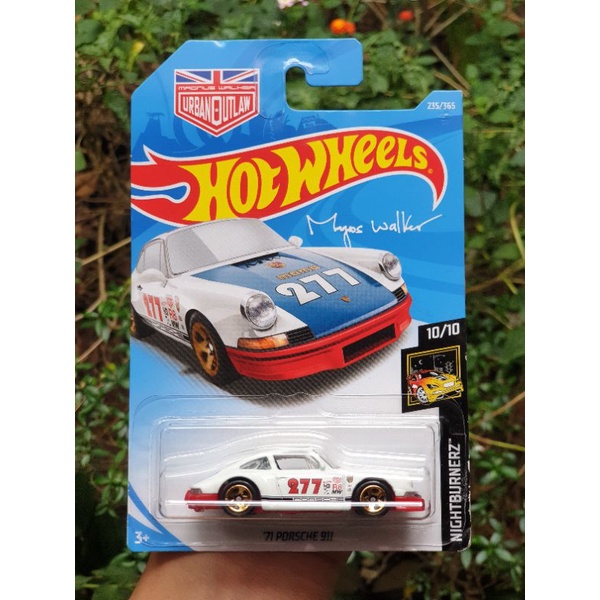 MAGNUS WALKER
URBAN OUTLAW
235/365
HOT WHEELS
Magnus Walker
277
277
10/10
NIGHTBURNERZ
277
'71 PORSCHE 911
3+